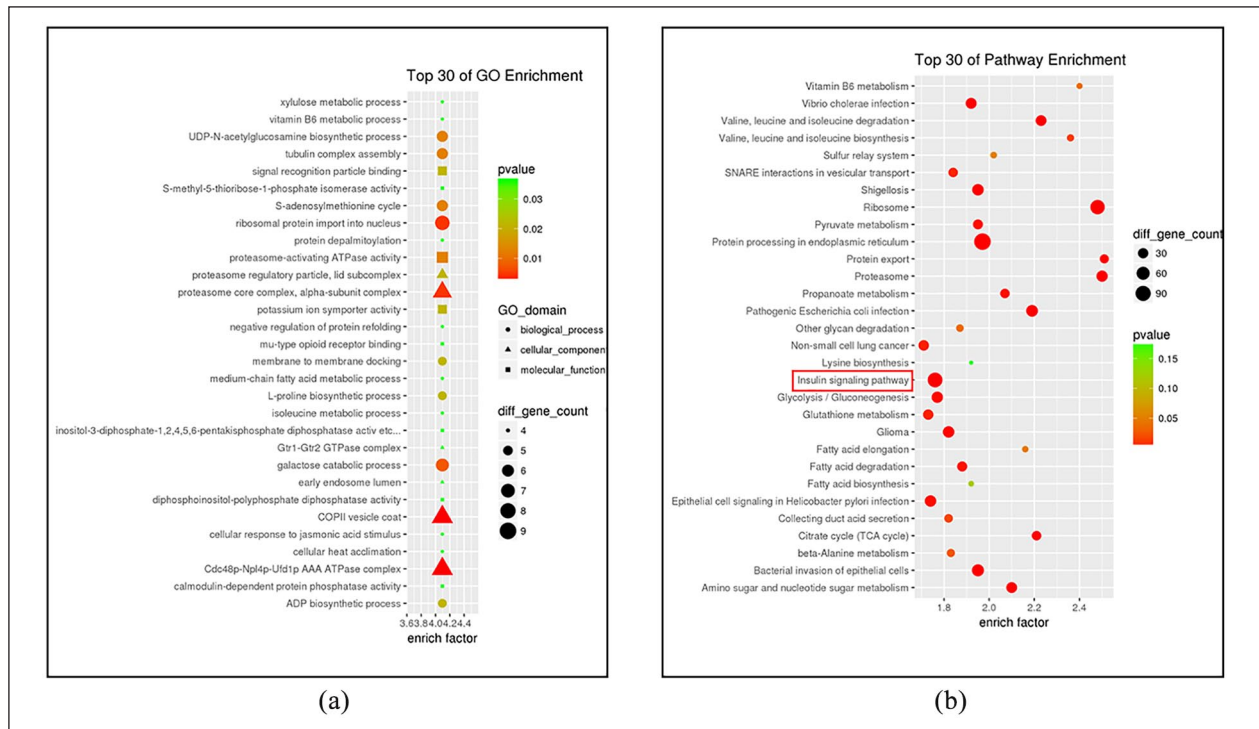 Top 30 of GO Enrichment
xylulose metabolic process
vitamin B6 metabolic process
UDP-N-acetylglucosamine biosynthetic process
tubulin complex assembly
signal recognition particle binding
S-methyl-5-thioribose-1-phosphate isomerase activity
S-adenosylmethionine cycle
ribosomal protein import into nucleus
protein depalmitoylation
proteasome-activating ATPase activity
proteasome regulatory particle, lid subcomplex
proteasome core complex, alpha-subunit complex
potassium ion symporter activity
negative regulation of protein refolding
mu-type opioid receptor binding
membrane to membrane docking
medium-chain fatty acid metabolic process
L-proline biosynthetic process
isoleucine metabolic process
inositol-3-diphosphate-1,2,4,5,6-pentakisphosphate diphosphatase activ etc...
Gtr1-Gtr2 GTPase complex
galactose catabolic process
early endosome lumen
diphosphoinositol-polyphosphate diphosphatase activity
COPII vesicle coat
cellular response to jasmonic acid stimulus
cellular heat acclimation
Cdc48p-Npl4p-Ufd1p AAA ATPase complex
calmodulin-dependent protein phosphatase activity
ADP biosynthetic process
3.63.84.04.24.4
enrich factor
pvalue
0.03
0.02
0.01
GO_domain
biological_process
cellular_component
molecular_function
diff_gene_count
4
5
6
7
8
9
(a)
Top 30 of Pathway Enrichment
Vitamin B6 metabolism
Vibrio cholerae infection
Valine, leucine and isoleucine degradation
Valine, leucine and isoleucine biosynthesis
Sulfur relay system
SNARE interactions in vesicular transport
Shigellosis
Ribosome
Pyruvate metabolism
Protein processing in endoplasmic reticulum
Protein export
Proteasome
Propanoate metabolism
Pathogenic Escherichia coli infection
Other glycan degradation
Non-small cell lung cancer
Lysine biosynthesis
Insulin signaling pathway
Glycolysis / Gluconeogenesis
Glutathione metabolism
Glioma
Fatty acid elongation
Fatty acid degradation
Fatty acid biosynthesis
Epithelial cell signaling in Helicobacter pylori infection
Collecting duct acid secretion
Citrate cycle (TCA cycle)
beta-Alanine metabolism
Bacterial invasion of epithelial cells
Amino sugar and nucleotide sugar metabolism
1.8 2.0 2.2 2.4
enrich factor
diff_gene_count
30
60
90
pvalue
0.15
0.10
0.05
(b)